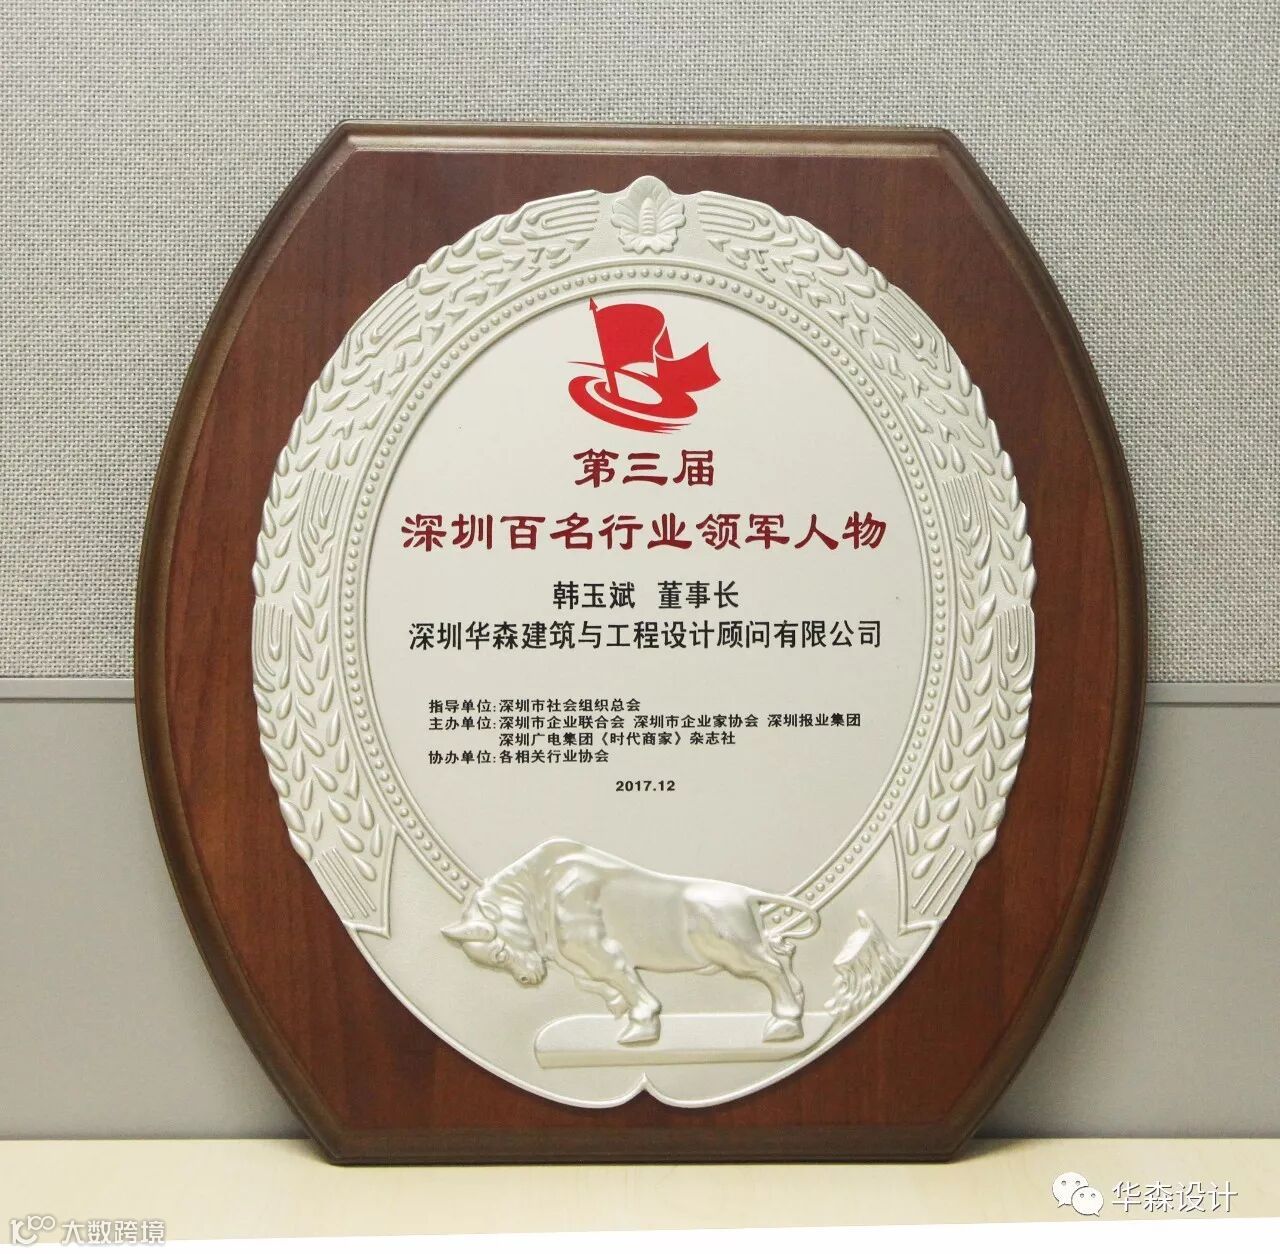 第三届
深圳百名行业领军人物
韩玉斌 董事长
深圳华森建筑与工程设计顾问有限公司
指导单位:深圳市社会组织总会
主办单位:深圳市企业联合会 深圳市企业家协会 深圳报业集团
深圳广电集团《时代商家》杂志社
协办单位:各相关行业协会
2017.12
华森设计
10100 大数跨境